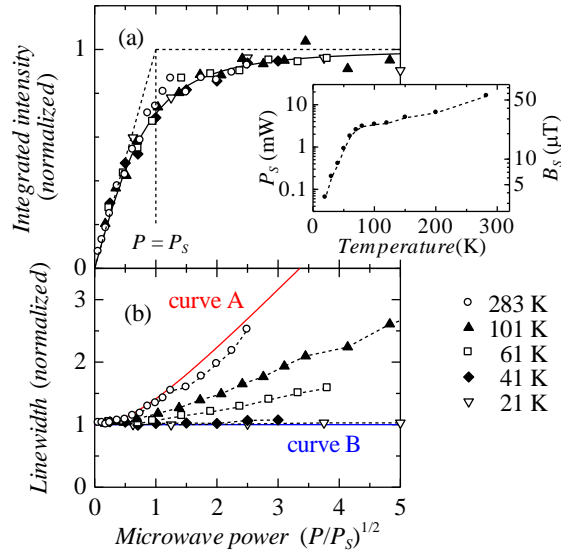 (a)
1
0
Integrated intensity
(normalized)
P = P_S
10
1
0.1
P_S (mW)
50
10
5
B_S (μT)
0 100 200 300
Temperature(K)
(b)
curve A
curve B
3
2
1
0
Linewidth (normalized)
0 1 2 3 4 5
Microwave power (P/P_S)^{1/2}
283 K
101 K
61 K
41 K
21 K